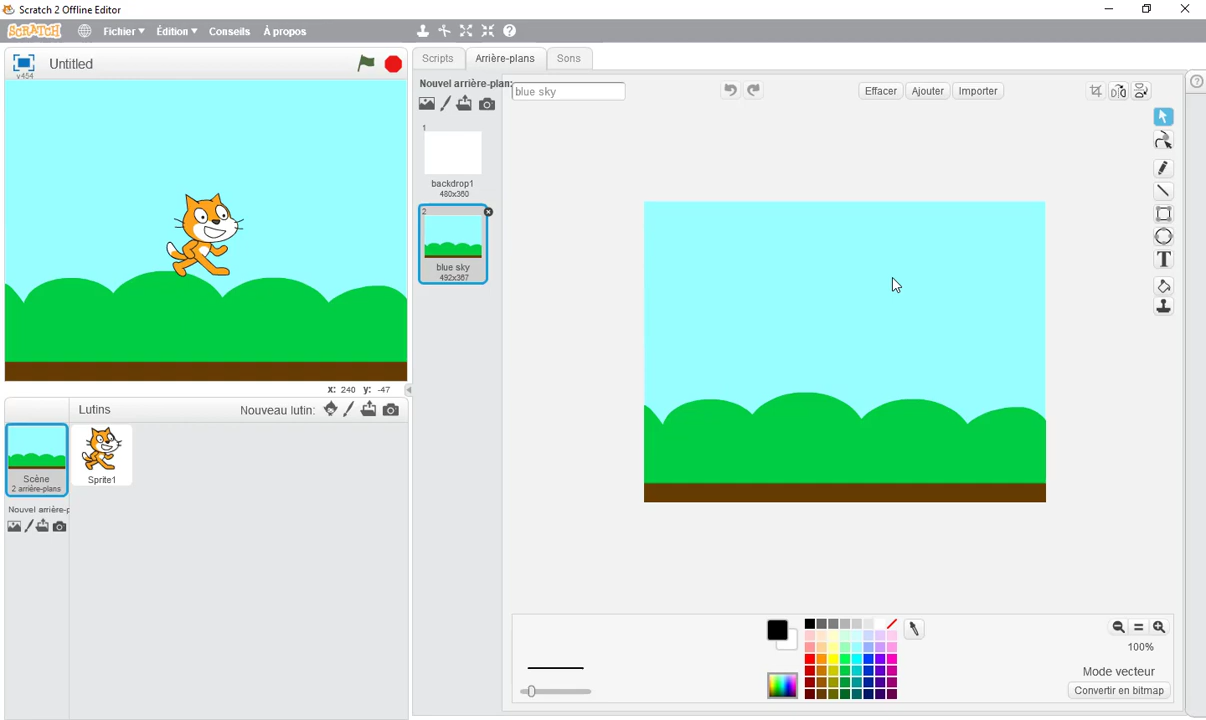 Scratch 2 Offline Editor
SCRATCH Fichier Édition Conseils À propos
v454
Untitled
Scripts Arrière-plans Sons
Nouvel arrière-plan:
blue sky
Effacer Ajouter Importer
1
backdrop1
480x360
2
blue sky
492x367
T
x: 240 y: -47
Lutins Nouveau lutin:
Scène
2 arrière-plans
Sprite1
Nouvel arrière-p
100%
Mode vecteur
Convertir en bitmap